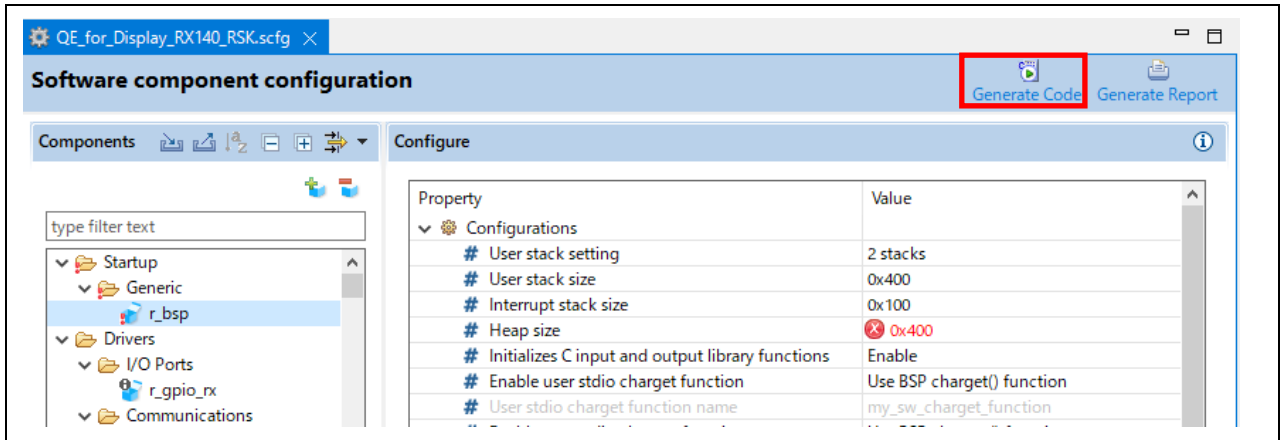 QE_for_Display_RX140_RSK.scfg
Software component configuration
Generate Code
Generate Report
Components
Configure
type filter text
Startup
Generic
r_bsp
Drivers
I/O Ports
r_gpio_rx
Communications
Property Value
Configurations
# User stack setting 2 stacks
# User stack size 0x400
# Interrupt stack size 0x100
# Heap size 0x400
# Initializes C input and output library functions Enable
# Enable user stdio charget function Use BSP charget() function
# User stdio charget function name my_sw_charget_function